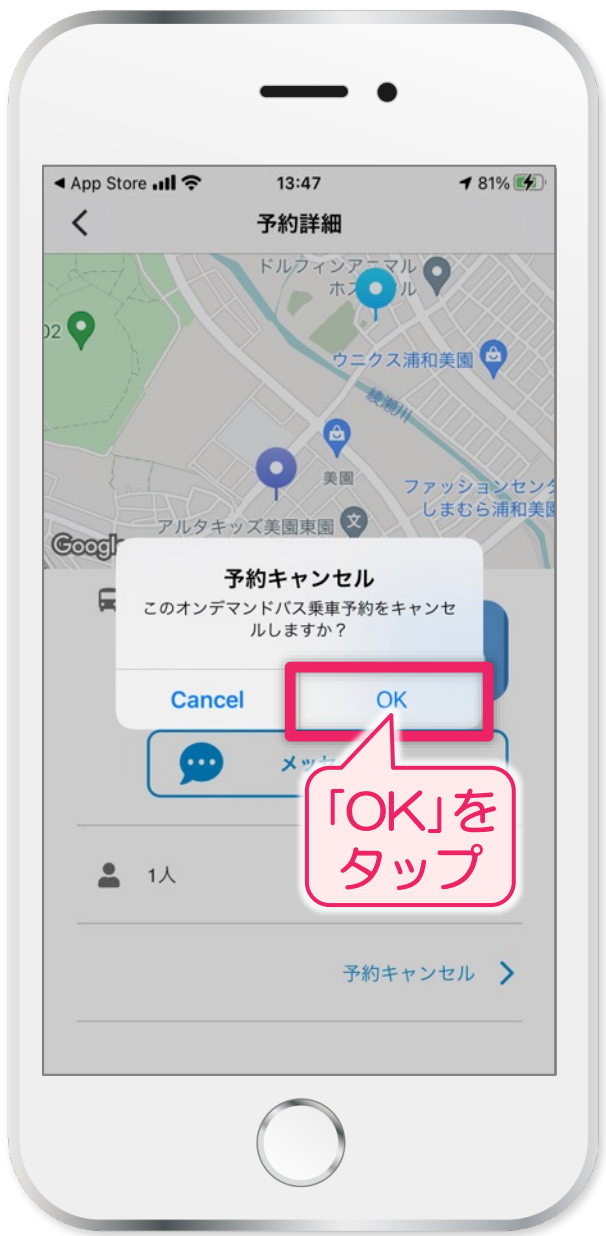 App Store
13:47
81%
予約詳細
ドルフィンアニマル
02
ウニクス浦和美園
綾瀬川
美園
ファッションセンタ
しまむら浦和美園
アルタキッズ美園東園
文
Googl
予約キャンセル
このオンデマンドバス乗車予約をキャンセ
ルしますか？
Cancel
OK
「OK」を
タップ
1人
予約キャンセル